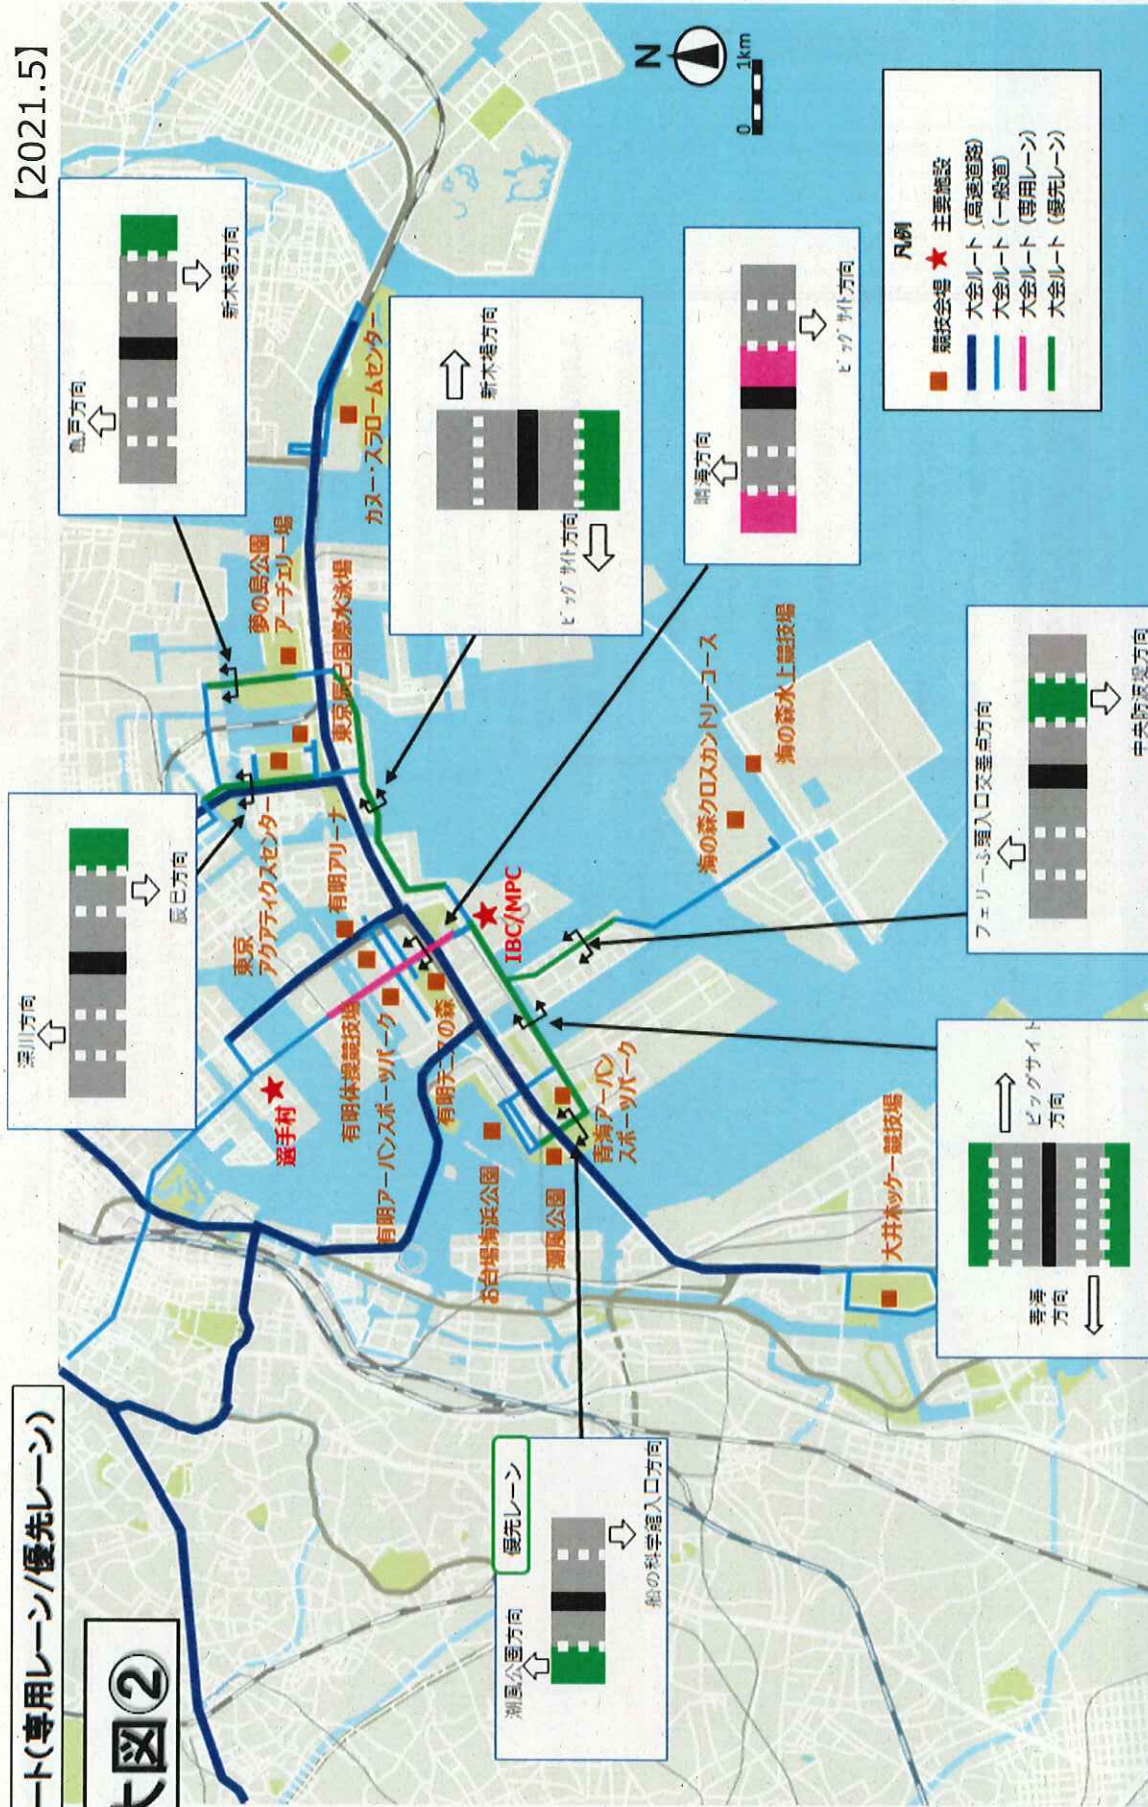 【2021.5】
ート(専用レーン/優先レーン)
大図②
深川方向
辰巳方向
亀戸方向
新木場方向
新木場方向
ビッグサイト方向
晴海方向
ビッグサイト方向
フェリーふ頭入口交差点方向
中央防波堤方向
ビッグサイト
方向
青海
方向
優先レーン
潮風公園方向
船の科学館入口方向
夢の島公園
アーチェリー場
カヌー・スラロームセンター
東京辰巳国際水泳場
東京
アクアティクスセンター
有明アリーナ
有明体操競技場
有明アーバンスポーツパーク
有明テニスの森
選手村
IBC/MPC
お台場海浜公園
潮風公園
青海アーバン
スポーツパーク
海の森クロスカントリーコース
海の森水上競技場
大井ホッケー競技場
N
0 1km
凡例
競技会場 ★ 主要施設
大会ルート (高速道路)
大会ルート (一般道)
大会ルート (専用レーン)
大会ルート (優先レーン)